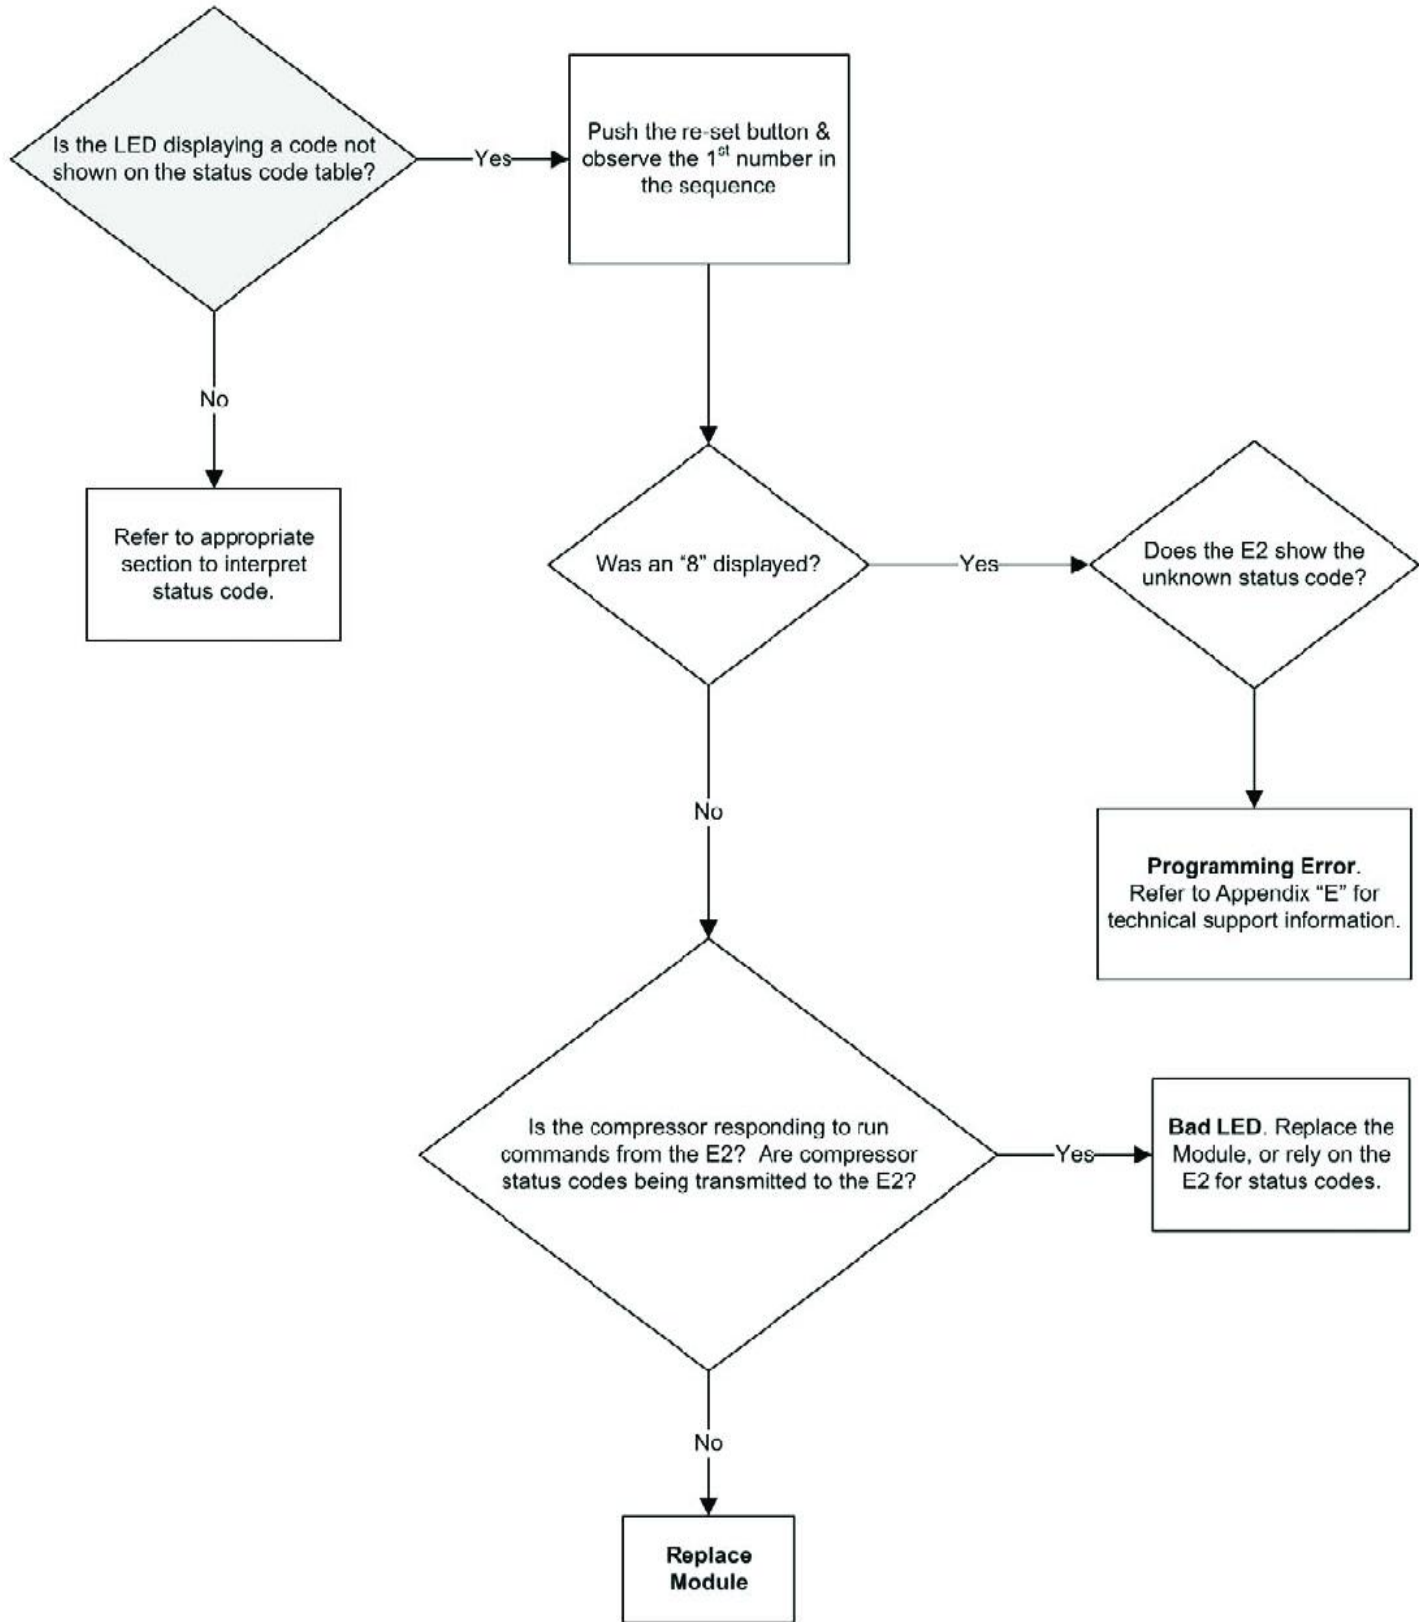 Is the LED displaying a code not
shown on the status code table?
Yes
Push the re-set button &
observe the 1st number in
the sequence
No
Refer to appropriate
section to interpret
status code.
Was an “8” displayed?
Yes
Does the E2 show the
unknown status code?
No
Programming Error.
Refer to Appendix “E” for
technical support information.
Is the compressor responding to run
commands from the E2? Are compressor
status codes being transmitted to the E2?
Yes
Bad LED. Replace the
Module, or rely on the
E2 for status codes.
No
Replace
Module